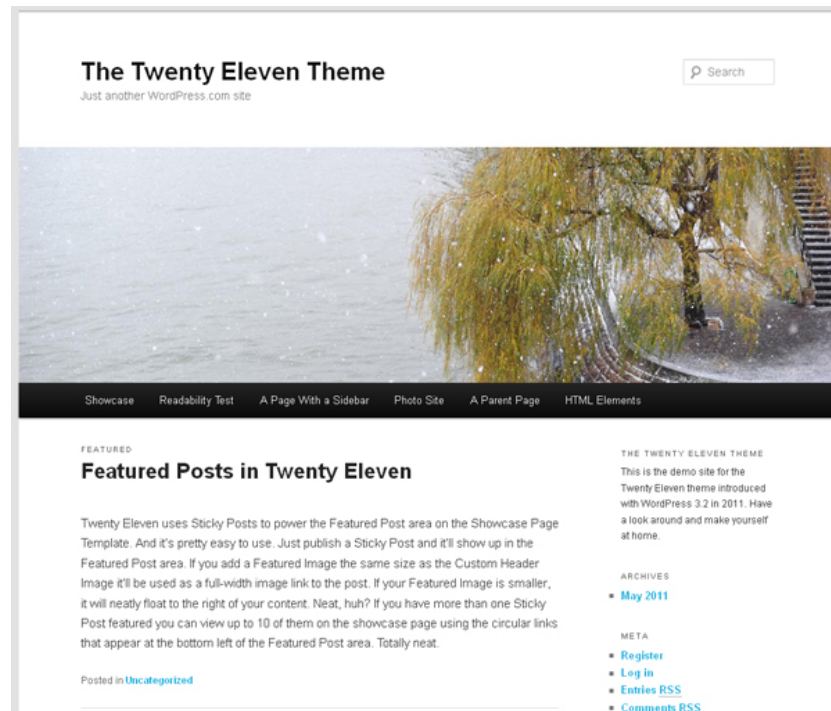 The Twenty Eleven Theme
Just another WordPress.com site
Search
Showcase Readability Test A Page With a Sidebar Photo Site A Parent Page HTML Elements
FEATURED
Featured Posts in Twenty Eleven
Twenty Eleven uses Sticky Posts to power the Featured Post area on the Showcase Page
Template. And it's pretty easy to use. Just publish a Sticky Post and it'll show up in the
Featured Post area. If you add a Featured Image the same size as the Custom Header
Image it'll be used as a full-width image link to the post. If your Featured Image is smaller,
it will neatly float to the right of your content. Neat, huh? If you have more than one Sticky
Post featured you can view up to 10 of them on the showcase page using the circular links
that appear at the bottom left of the Featured Post area. Totally neat.
Posted in Uncategorized
THE TWENTY ELEVEN THEME
This is the demo site for the
Twenty Eleven theme introduced
with WordPress 3.2 in 2011. Have
a look around and make yourself
at home.
ARCHIVES
May 2011
META
Register
Log in
Entries RSS
Comments RSS